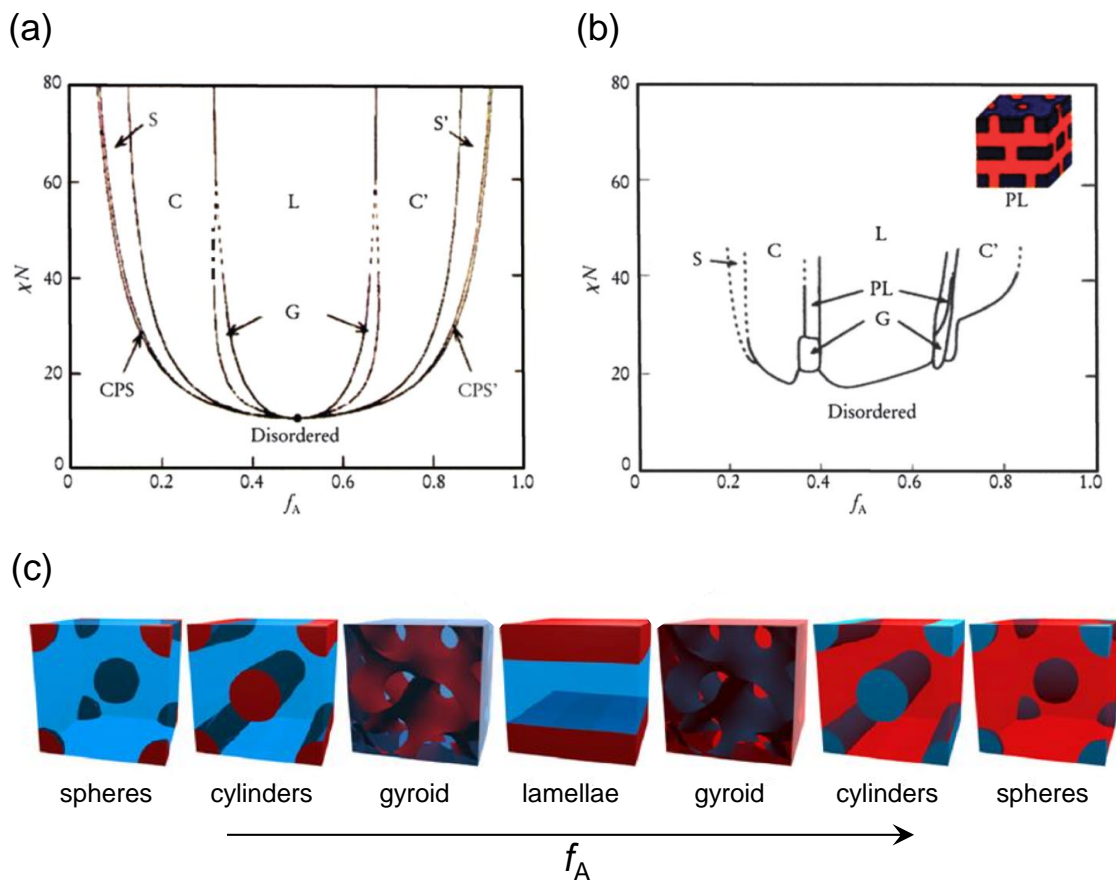 (a)
80
60
40
20
0
χN
S
S'
C
L
C'
G
CPS
CPS'
Disordered
0
0.2
0.4
0.6
0.8
1.0
fA
(b)
80
60
40
20
0
χN
PL
L
S
C
C'
PL
G
Disordered
0
0.2
0.4
0.6
0.8
1.0
fA
(c)
spheres
cylinders
gyroid
lamellae
gyroid
cylinders
spheres
fA